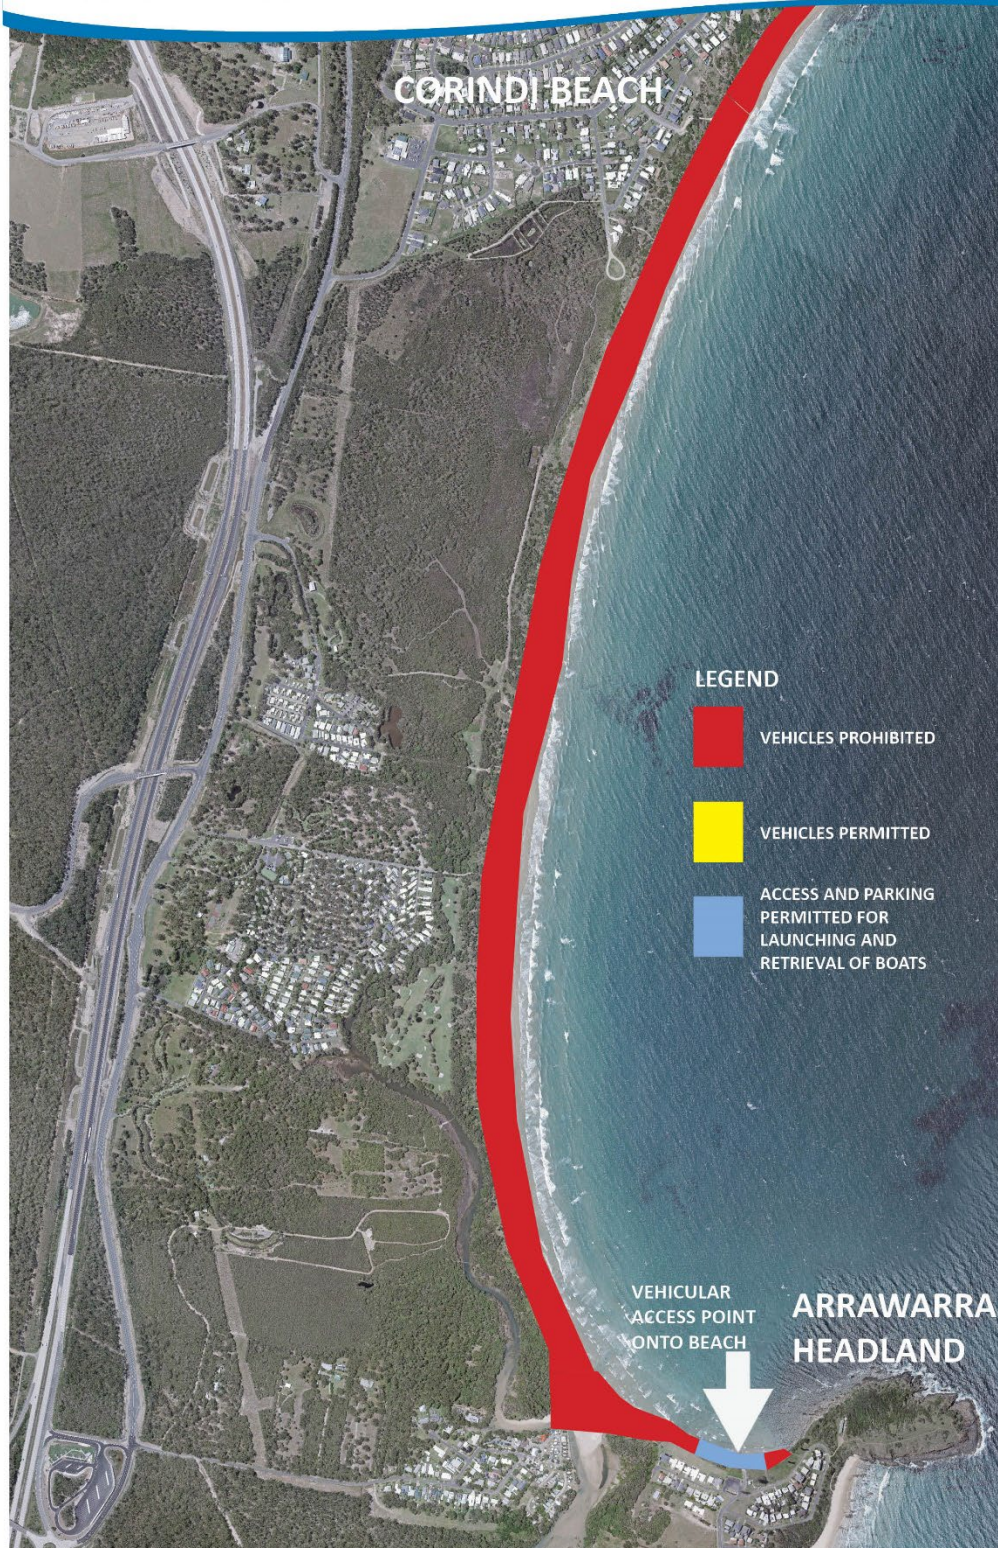 CORINDI BEACH
LEGEND
VEHICLES PROHIBITED
VEHICLES PERMITTED
ACCESS AND PARKING
PERMITTED FOR
LAUNCHING AND
RETRIEVAL OF BOATS
VEHICULAR
ACCESS POINT
ONTO BEACH
ARRAWARRA
HEADLAND